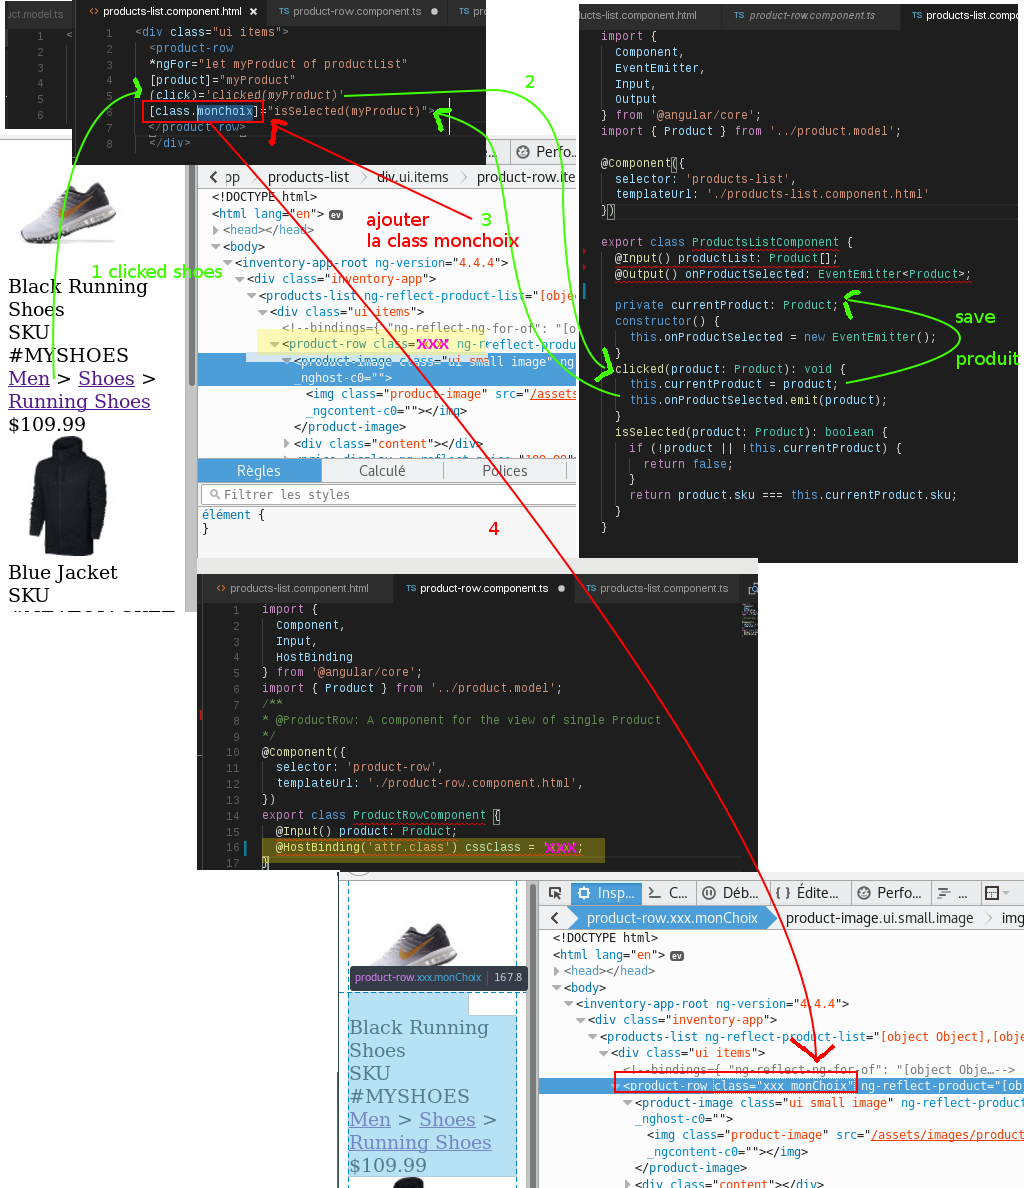 uct.model.ts
1
2
3
4
5
6
<
<> products-list.component.html ×
TS product-row.component.ts ●
TS pr
1 <div class="ui items">
2 <product-row
3 *ngFor="let myProduct of productList"
4 [product]="myProduct"
5 (click)='clicked(myProduct)'
6 [class.monChoix]="isSelected(myProduct)">
7 </product-row>
8 </div>
2
1 clicked shoes
Black Running
Shoes
SKU
#MYSHOES
Men > Shoes >
Running Shoes
$109.99
Blue Jacket
SKU
Perfo..
pp > products-list > div.ui.items > product-row.ite
<!DOCTYPE html>
<html lang="en"> ev
<head></head>
<body>
<inventory-app-root ng-version="4.4.4">
<div class="inventory-app">
<products-list ng-reflect-product-list="[objec
<div class="ui items">
<!--bindings={ "ng-reflect-ng-for-of": "[o
<product-row class="xxx" ng-reflect-produ
<product-image class="ui small image" ng
_nghost-c0="">
<img class="product-image" src="/assets
_ngcontent-c0=""></img>
</product-image>
<div class="content"></div>
ajouter
la class monchoix
3
Règles
Calculé
Polices
Filtrer les styles
élément {
}
4
ucts-list.component.html
TS product-row.component.ts
TS products-list.compo
import {
Component,
EventEmitter,
Input,
Output
} from '@angular/core';
import { Product } from '../product.model';
@Component({
selector: 'products-list',
templateUrl: './products-list.component.html'
})
export class ProductsListComponent {
@Input() productList: Product[];
@Output() onProductSelected: EventEmitter<Product>;
private currentProduct: Product;
constructor() {
this.onProductSelected = new EventEmitter();
}
clicked(product: Product): void {
this.currentProduct = product;
this.onProductSelected.emit(product);
}
isSelected(product: Product): boolean {
if (!product || !this.currentProduct) {
return false;
}
return product.sku === this.currentProduct.sku;
}
}
save
produit
<> products-list.component.html
TS product-row.component.ts ●
TS products-list.component.ts
1 import {
2 Component,
3 Input,
4 HostBinding
5 } from '@angular/core';
6 import { Product } from '../product.model';
7 /**
8 * @ProductRow: A component for the view of single Product
9 */
10 @Component({
11 selector: 'product-row',
12 templateUrl: './product-row.component.html',
13 })
14 export class ProductRowComponent {
15 @Input() product: Product;
16 @HostBinding('attr.class') cssClass = 'xxx';
17 }
product-row.xxx.monChoix | 167.8
Black Running
Shoes
SKU
#MYSHOES
Men > Shoes >
Running Shoes
$109.99
Insp...
C...
Déb...
{ } Édite...
Perfo...
...
product-row.xxx.monChoix > product-image.ui.small.image > img
<!DOCTYPE html>
<html lang="en"> ev
<head></head>
<body>
<inventory-app-root ng-version="4.4.4">
<div class="inventory-app">
<products-list ng-reflect-product-list="[object Object],[obje
<div class="ui items">
<!--bindings={ "ng-reflect-ng-for-of": "[object Obje…-->
<product-row class="xxx monChoix" ng-reflect-product="[ob
<product-image class="ui small image" ng-reflect-product
_nghost-c0="">
<img class="product-image" src="/assets/images/product
_ngcontent-c0=""></img>
</product-image>
<div class="content"></div>